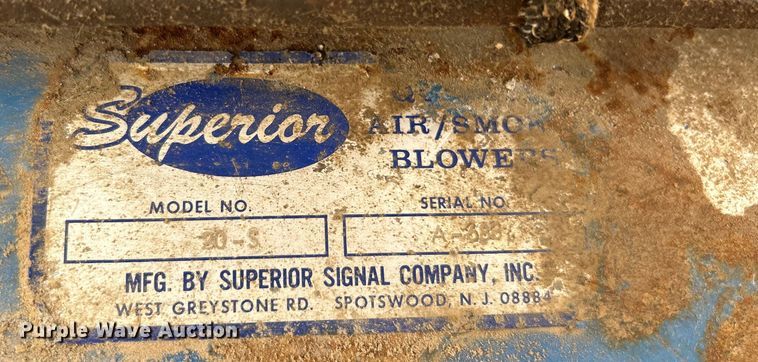 Superior
AIR/SMOK
BLOWERS
MODEL NO.
SERIAL NO
20-S
MFG. BY SUPERIOR SIGNAL COMPANY, INC.
WEST GREYSTONE RD. SPOTSWOOD, N. J. 08884
Purple Wave Auction